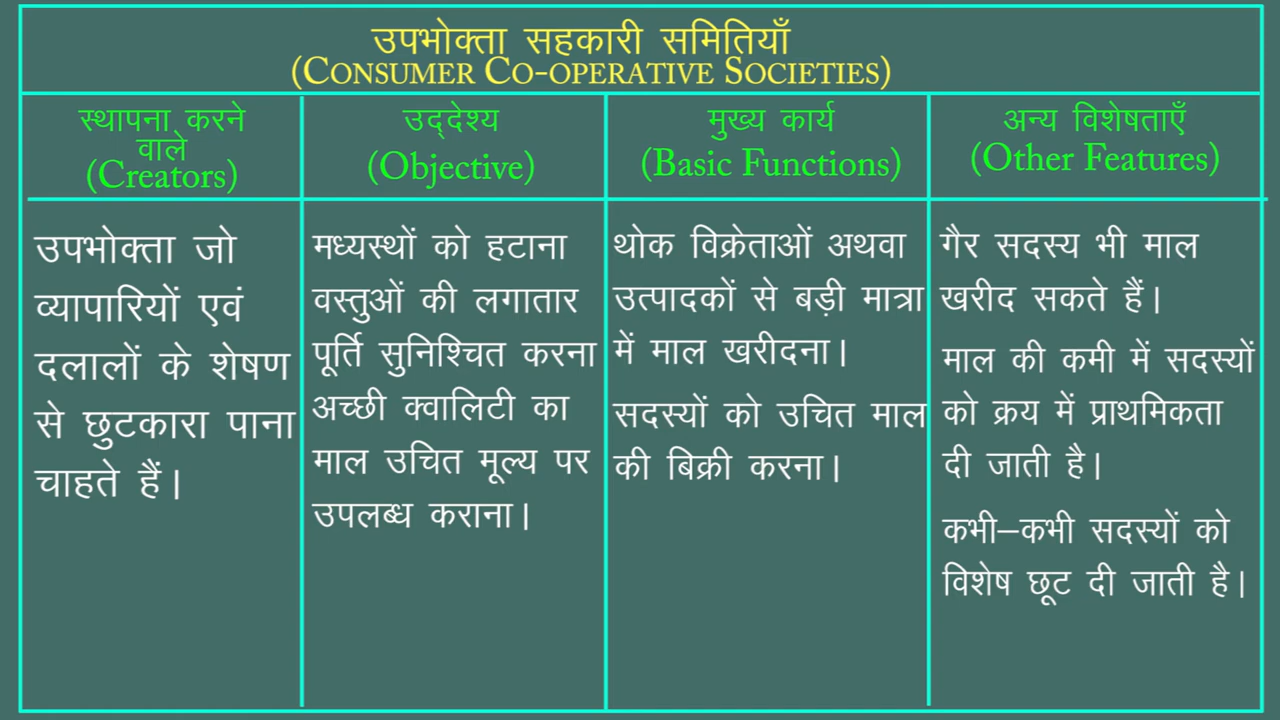 उपभोक्ता सहकारी समितियाँ
(CONSUMER CO-OPERATIVE SOCIETIES)
स्थापना करने
वाले
(Creators)
उद्देश्य
(Objective)
मुख्य कार्य
(Basic Functions)
अन्य विशेषताएँ
(Other Features)
उपभोक्ता जो
व्यापारियों एवं
दलालों के शेषण
से छुटकारा पाना
चाहते हैं।
मध्यस्थों को हटाना
वस्तुओं की लगातार
पूर्ति सुनिश्चित करना
अच्छी क्वालिटी का
माल उचित मूल्य पर
उपलब्ध कराना।
थोक विक्रेताओं अथवा
उत्पादकों से बड़ी मात्रा
में माल खरीदना।
सदस्यों को उचित माल
की बिक्री करना।
गैर सदस्य भी माल
खरीद सकते हैं।
माल की कमी में सदस्यों
को क्रय में प्राथमिकता
दी जाती है।
कभी–कभी सदस्यों को
विशेष छूट दी जाती है।